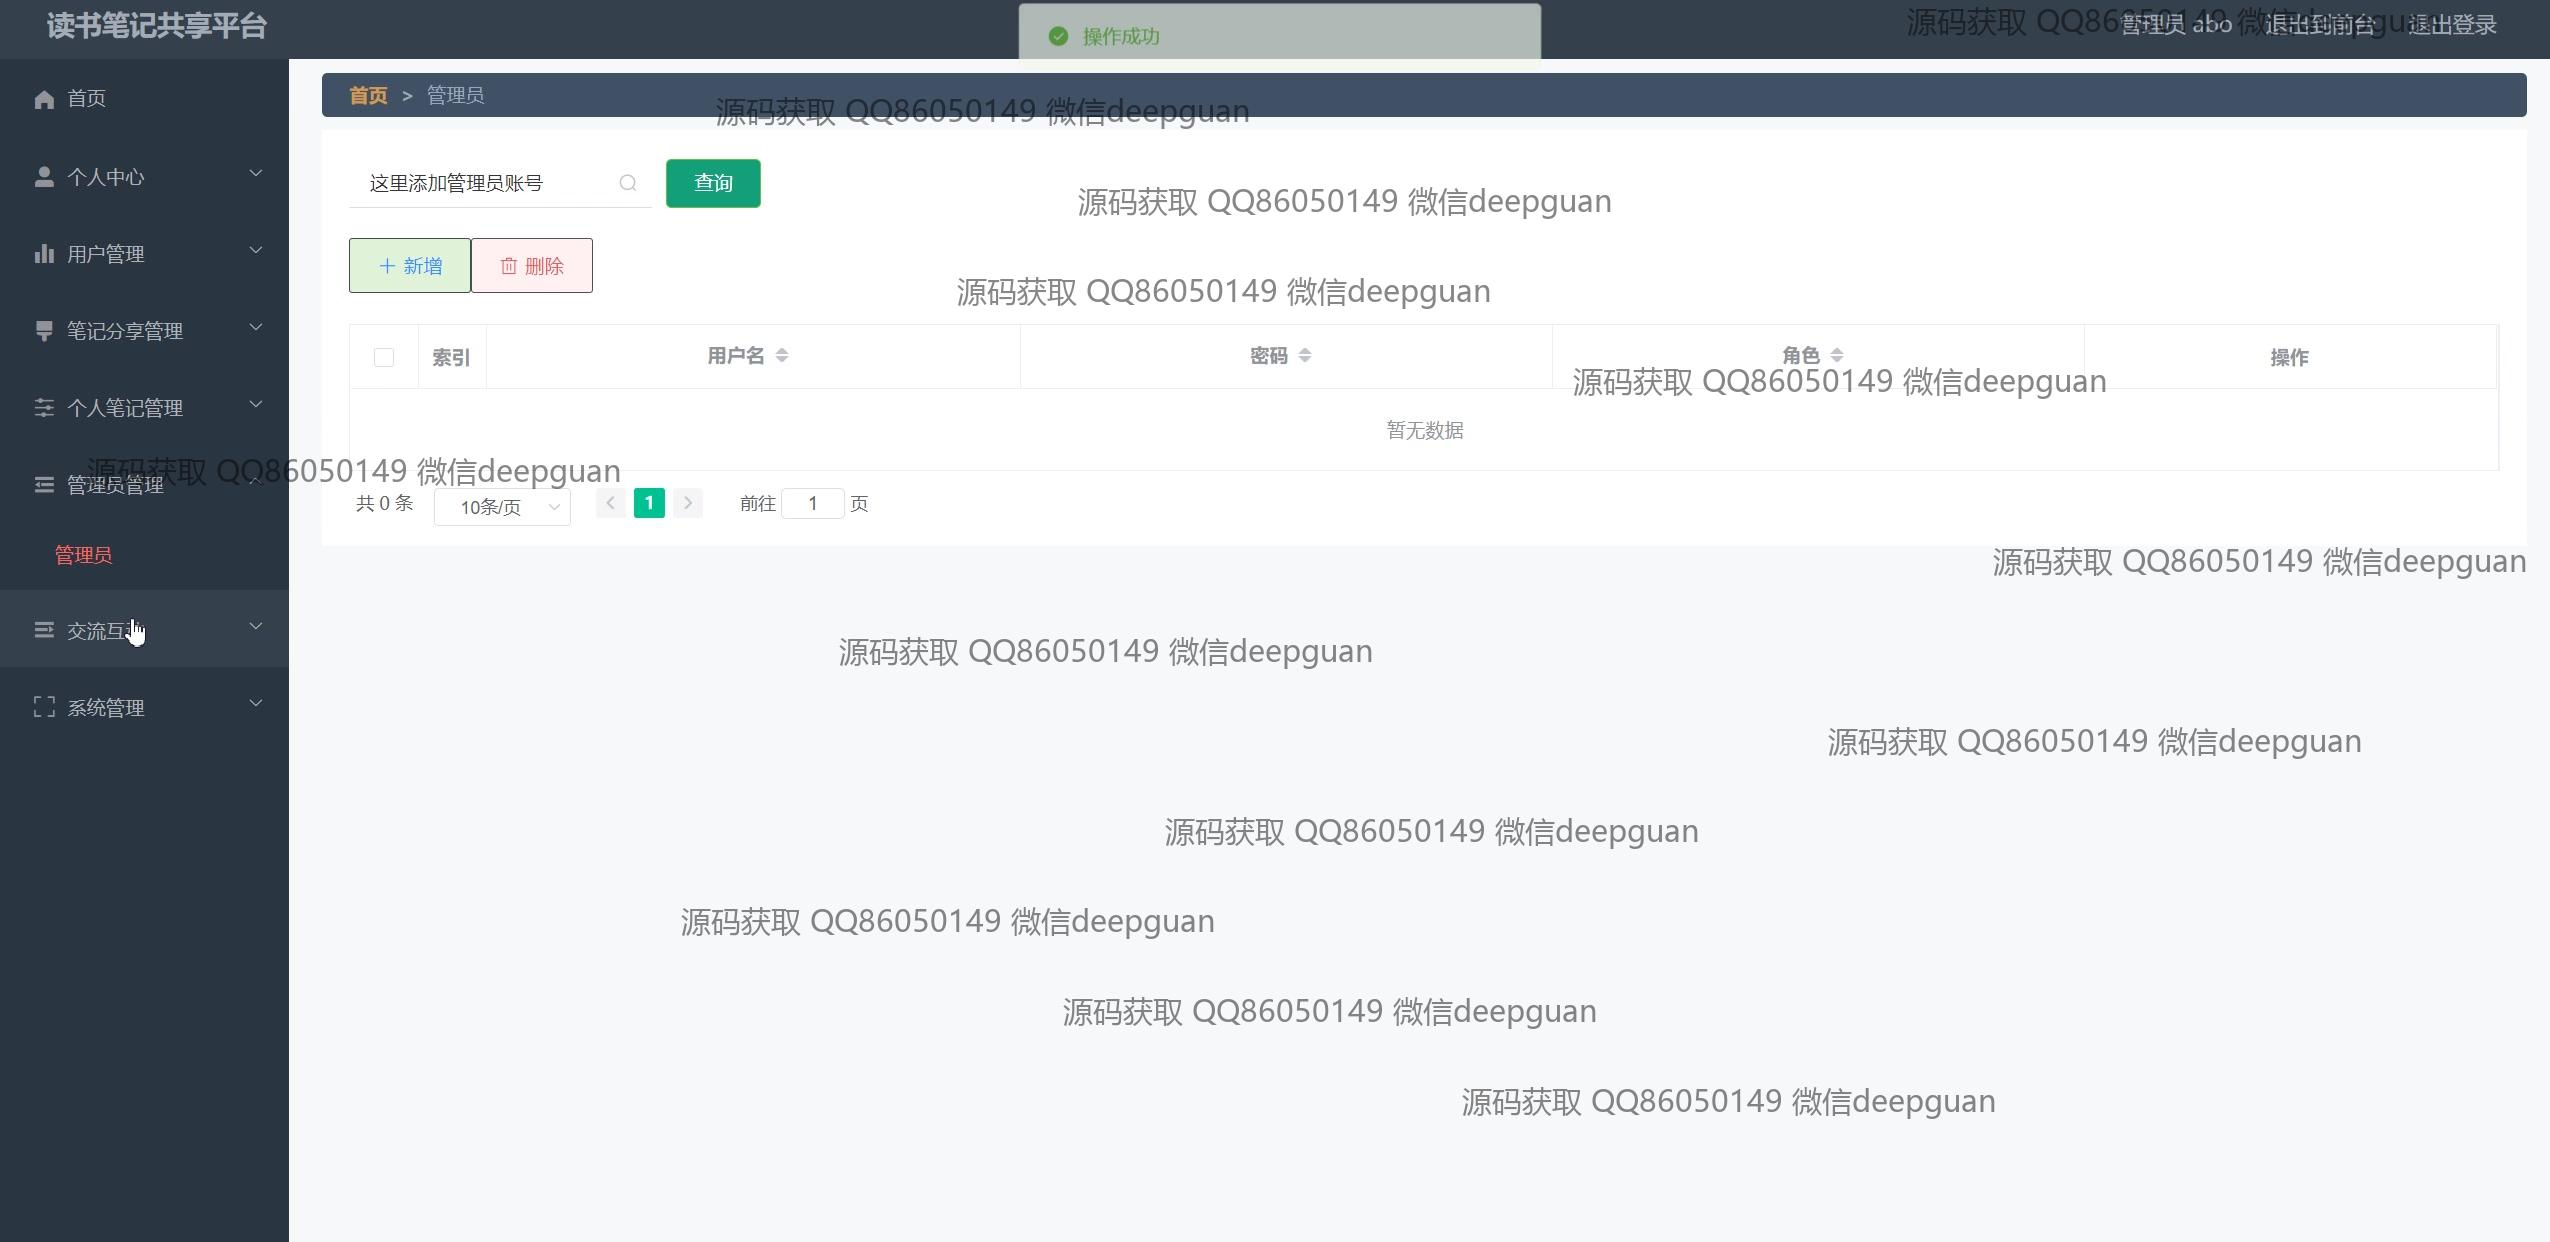 读书笔记共享平台
操作成功
源码获取 QQ86050149 微信deepguan
管理员 abo 退出到前台 退出登录
首页
首页 > 管理员
源码获取 QQ86050149 微信deepguan
个人中心
这里添加管理员账号 查询
源码获取 QQ86050149 微信deepguan
用户管理
新增 删除
源码获取 QQ86050149 微信deepguan
笔记分享管理
索引 用户名 密码 角色 操作
源码获取 QQ86050149 微信deepguan
个人笔记管理
暂无数据
源码获取 QQ86050149 微信deepguan
管理员管理
共 0 条 10条/页 1 前往 1 页
管理员
源码获取 QQ86050149 微信deepguan
交流互
源码获取 QQ86050149 微信deepguan
系统管理
源码获取 QQ86050149 微信deepguan
源码获取 QQ86050149 微信deepguan
源码获取 QQ86050149 微信deepguan
源码获取 QQ86050149 微信deepguan
源码获取 QQ86050149 微信deepguan